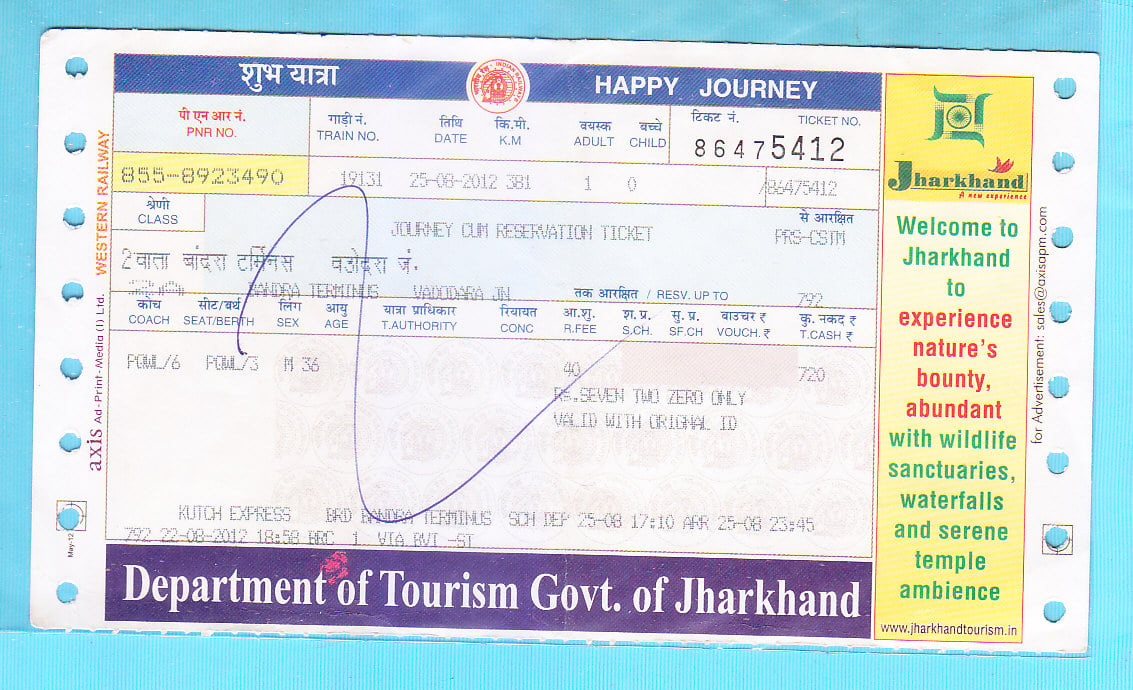 शुभ यात्रा
HAPPY JOURNEY
पी एन आर नं.
PNR NO.
गाड़ी नं.
TRAIN NO.
तिथि
DATE
कि.मी.
K.M
वयस्क
ADULT
बच्चे
CHILD
टिकट नं.
TICKET NO.
86475412
855-8923490
19131 25-08-2012 381 1 0
/86475412
श्रेणी
CLASS
JOURNEY CUM RESERVATION TICKET
से आरक्षित
PRS-CSTM
2वाता बांदरा टर्मिनस वडोदरा जं.
BANDRA TERMINUS VADODARA JN
तक आरक्षित / RESV. UP TO
792
कोच सीट/बर्थ लिंग आयु यात्रा प्राधिकार रियायत आ.शु. श.प्र. सु.प्र. वाउचर ₹ कु. नकद ₹
COACH SEAT/BERTH SEX AGE T.AUTHORITY CONC R.FEE S.CH. SF.CH VOUCH.₹ T.CASH ₹
PQWL/6 PQWL/3 M 36 40 720
Rs.SEVEN TWO ZERO ONLY
VALID WITH ORIGNAL ID
KUTCH EXPRESS BRD BANDRA TERMINUS SCH DEP 25-08 17:10 ARR 25-08 23:45
792 22-08-2012 18:58 BRC 1 VIA BVI -ST
Department of Tourism Govt. of Jharkhand
Jharkhand
A new experience
Welcome to
Jharkhand
to
experience
nature's
bounty,
abundant
with wildlife
sanctuaries,
waterfalls
and serene
temple
ambience
www.jharkhandtourism.in
for Advertisement: sales@axisapm.com
WESTERN RAILWAY
axis Ad-Print-Media (I) Ltd.
May-12